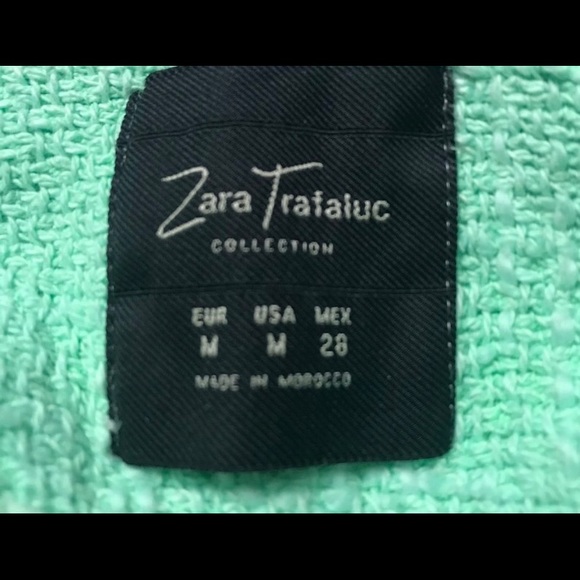 Zara Trafaluc
COLLECTION
EUR USA MEX
M M 28
MADE IN MOROCCO